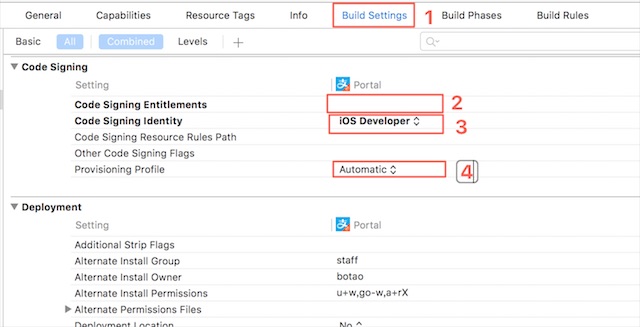 General Capabilities Resource Tags Info Build Settings 1 Build Phases Build Rules
Basic All Combined Levels +
Code Signing
Setting Portal
Code Signing Entitlements 2
Code Signing Identity iOS Developer 3
Code Signing Resource Rules Path
Other Code Signing Flags
Provisioning Profile Automatic 4
Deployment
Setting Portal
Additional Strip Flags
Alternate Install Group staff
Alternate Install Owner botao
Alternate Install Permissions u+w,go-w,a+rX
Alternate Permissions Files
Deployment Location No